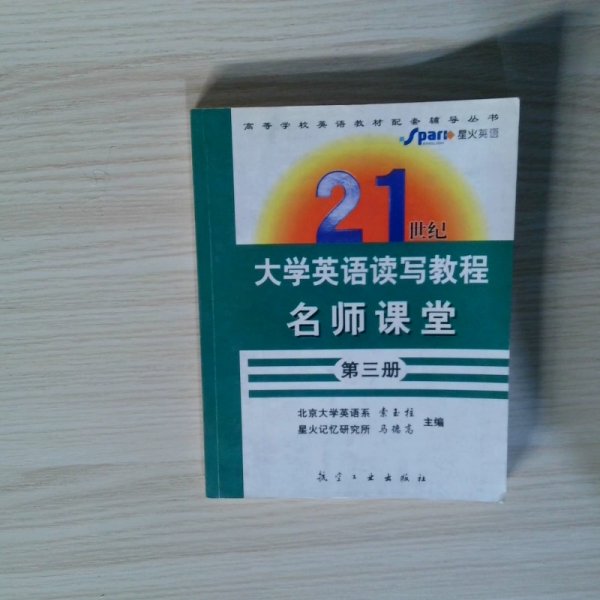 高等学校英语教材配套辅导丛书
Spark 星火英语
21世纪
大学英语读写教程
名师课堂
第三册
北京大学英语系 索玉柱
星火记忆研究所 马德高 主编
航空工业出版社